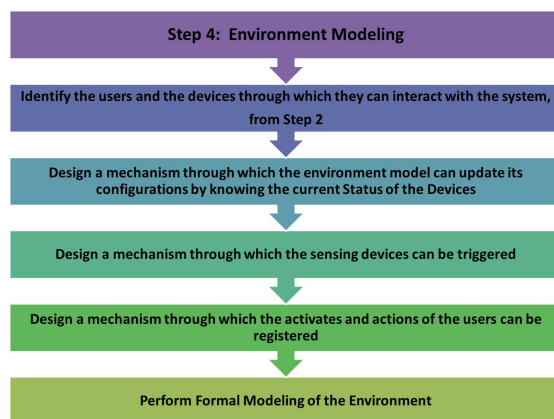 Step 4: Environment Modeling
Identify the users and the devices through which they can interact with the system,
from Step 2
Design a mechanism through which the environment model can update its
configurations by knowing the current Status of the Devices
Design a mechanism through which the sensing devices can be triggered
Design a mechanism through which the activates and actions of the users can be
registered
Perform Formal Modeling of the Environment